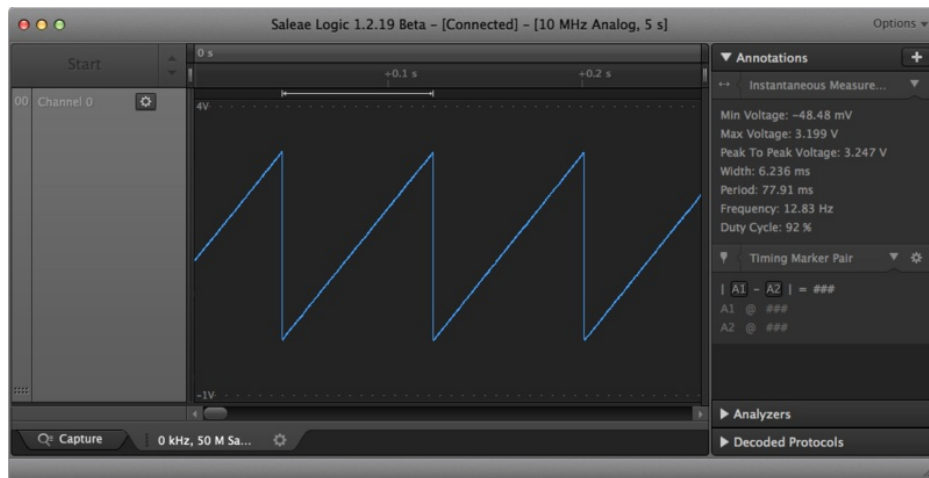 Saleae Logic 1.2.19 Beta – [Connected] – [10 MHz Analog, 5 s]
Options
Start
0 s
+0.1 s
+0.2 s
00 Channel 0
4V
-1V
Annotations
Instantaneous Measure...
Min Voltage: -48.48 mV
Max Voltage: 3.199 V
Peak To Peak Voltage: 3.247 V
Width: 6.236 ms
Period: 77.91 ms
Frequency: 12.83 Hz
Duty Cycle: 92 %
Timing Marker Pair
| A1 – A2 | = ###
A1 @ ###
A2 @ ###
Analyzers
Decoded Protocols
Capture
0 kHz, 50 M Sa...